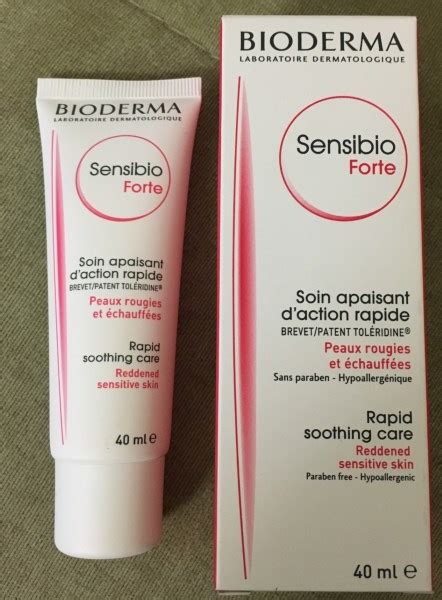 BIODERMA
LABORATOIRE DERMATOLOGIQUE
Sensibio
Forte
Soin apaisant
d'action rapide
BREVET/PATENT TOLÉRIDINE®
Peaux rougies
et échauffées
Rapid
soothing care
Reddened
sensitive skin
40 ml e
BIODERMA
LABORATOIRE DERMATOLOGIQUE
Sensibio
Forte
Soin apaisant
d'action rapide
BREVET/PATENT TOLÉRIDINE®
Peaux rougies
et échauffées
Sans paraben - Hypoallergénique
Rapid
soothing care
Reddened
sensitive skin
Paraben free - Hypoallergenic
40 ml e